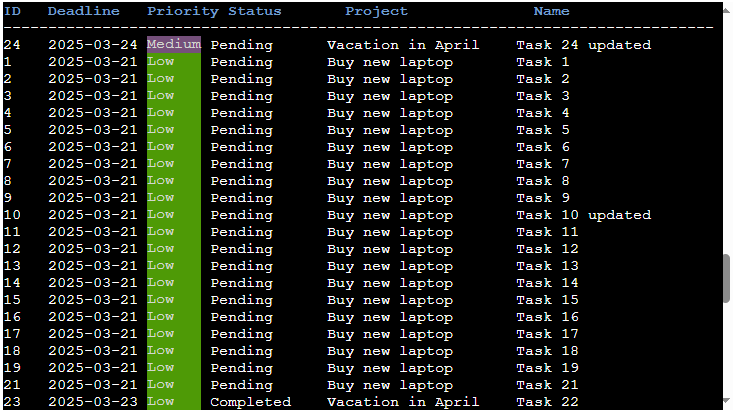 ID   Deadline   Priority Status       Project              Name
-------------------------------------------------------------------------------
24   2025-03-24 Medium Pending      Vacation in April    Task 24 updated
1    2025-03-21 Low    Pending      Buy new laptop       Task 1
2    2025-03-21 Low    Pending      Buy new laptop       Task 2
3    2025-03-21 Low    Pending      Buy new laptop       Task 3
4    2025-03-21 Low    Pending      Buy new laptop       Task 4
5    2025-03-21 Low    Pending      Buy new laptop       Task 5
6    2025-03-21 Low    Pending      Buy new laptop       Task 6
7    2025-03-21 Low    Pending      Buy new laptop       Task 7
8    2025-03-21 Low    Pending      Buy new laptop       Task 8
9    2025-03-21 Low    Pending      Buy new laptop       Task 9
10   2025-03-21 Low    Pending      Buy new laptop       Task 10 updated
11   2025-03-21 Low    Pending      Buy new laptop       Task 11
12   2025-03-21 Low    Pending      Buy new laptop       Task 12
13   2025-03-21 Low    Pending      Buy new laptop       Task 13
14   2025-03-21 Low    Pending      Buy new laptop       Task 14
15   2025-03-21 Low    Pending      Buy new laptop       Task 15
16   2025-03-21 Low    Pending      Buy new laptop       Task 16
17   2025-03-21 Low    Pending      Buy new laptop       Task 17
18   2025-03-21 Low    Pending      Buy new laptop       Task 18
19   2025-03-21 Low    Pending      Buy new laptop       Task 19
21   2025-03-21 Low    Pending      Buy new laptop       Task 21
23   2025-03-23 Low    Completed    Vacation in April    Task 22